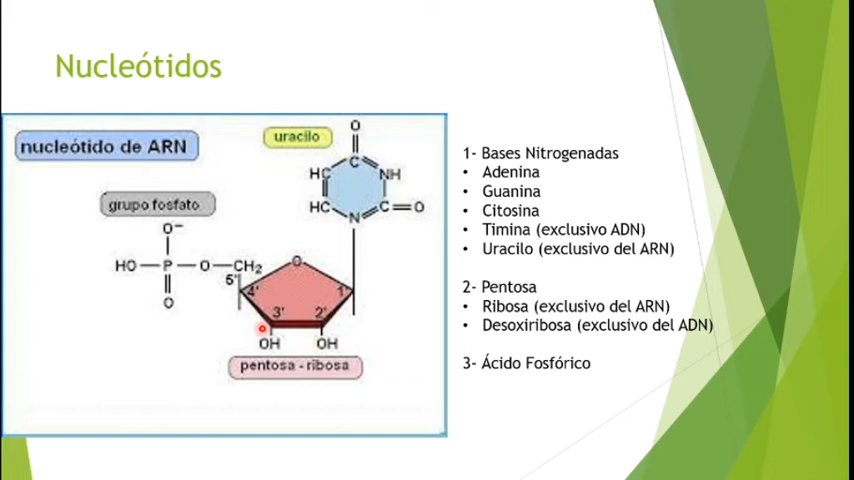 Nucleótidos
nucleótido de ARN
uracilo
grupo fosfato
O
C
HC
NH
HC
C
O
N
O⁻
HO
P
O
CH₂
O
5'
O
4'
1'
3'
2'
OH
OH
pentosa - ribosa
1- Bases Nitrogenadas
• Adenina
• Guanina
• Citosina
• Timina (exclusivo ADN)
• Uracilo (exclusivo del ARN)
2- Pentosa
• Ribosa (exclusivo del ARN)
• Desoxiribosa (exclusivo del ADN)
3- Ácido Fosfórico